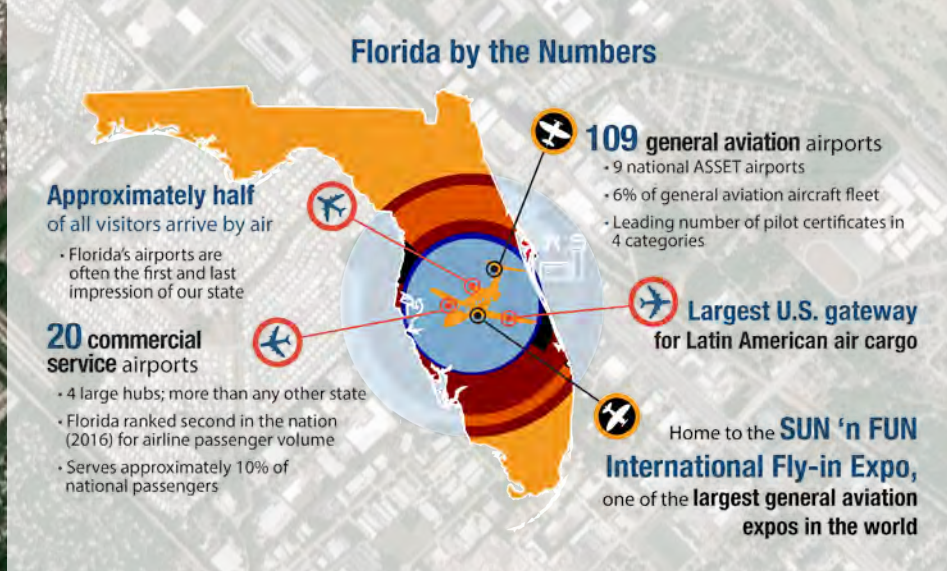 Florida by the Numbers
Approximately half
of all visitors arrive by air
• Florida's airports are
often the first and last
impression of our state
20 commercial
service airports
• 4 large hubs; more than any other state
• Florida ranked second in the nation
(2016) for airline passenger volume
• Serves approximately 10% of
national passengers
109 general aviation airports
• 9 national ASSET airports
• 6% of general aviation aircraft fleet
• Leading number of pilot certificates in
4 categories
Largest U.S. gateway
for Latin American air cargo
Home to the SUN 'n FUN
International Fly-in Expo,
one of the largest general aviation
expos in the world